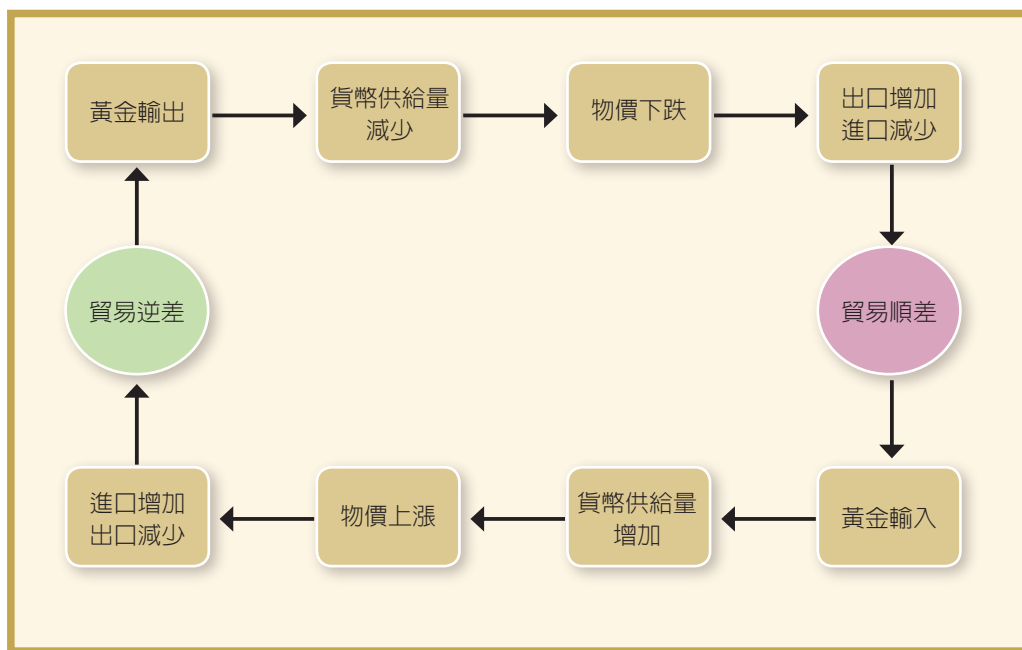 黃金輸出
貨幣供給量
減少
物價下跌
出口增加
進口減少
貿易逆差
貿易順差
進口增加
出口減少
物價上漲
貨幣供給量
增加
黃金輸入